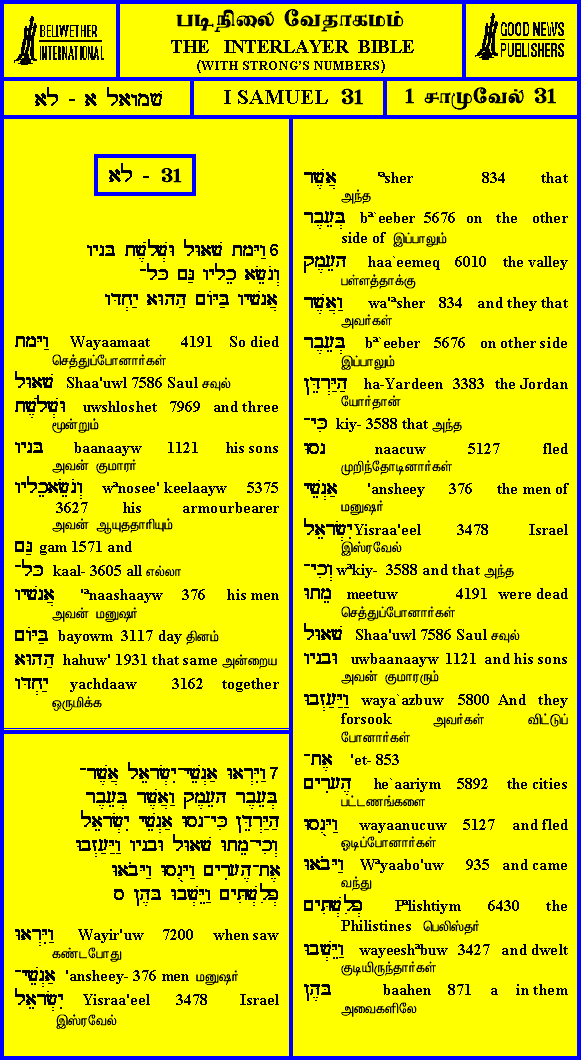 BELLWETHER
INTERNATIONAL
படிநிலை வேதாகமம்
THE INTERLAYER BIBLE
(WITH STRONG'S NUMBERS)
GOOD NEWS
PUBLISHERS
שמואל א - לא
I SAMUEL 31
1 சாமுவேல் 31
לא - 31
6 וַיָּמָת שָׁאוּל וּשְׁלֹשֶׁת בָּנָיו
וְנֹשֵׂא כֵלָיו גַּם כָּל־
אֲנָשָׁיו בַּיּוֹם הַהוּא יַחְדָּו
וַיָּמָת Wayaamaat 4191 So died
செத்துப்போனார்கள்
שָׁאוּל Shaa'uwl 7586 Saul சவுல்
וּשְׁלֹשֶׁת uwshloshet 7969 and three
மூன்றும்
בָּנָיו baanaayw 1121 his sons
அவன் குமாரர்
וְנֹשֵׂאכֵלָיו wªnosee' keelaayw 5375
3627 his armourbearer
அவன் ஆயுததாரியும்
גַּם gam 1571 and
כָּל־ kaal- 3605 all எல்லா
אֲנָשָׁיו 'ªnaashaayw 376 his men
அவன் மனுஷர்
בַּיּוֹם bayowm 3117 day தினம்
הַהוּא hahuw' 1931 that same அன்றைய
יַחְדָּו yachdaaw 3162 together
ஒருமிக்க
7 וַיִּרְאוּ אַנְשֵׁי־יִשְׂרָאֵל אֲשֶׁר־
בְּעֵבֶר הָעֵמֶק וַאֲשֶׁר בְּעֵבֶר
הַיַּרְדֵּן כִּי־נָסוּ אַנְשֵׁי יִשְׂרָאֵל
וְכִי־מֵתוּ שָׁאוּל וּבָנָיו וַיַּעַזְבוּ
אֶת־הֶעָרִים וַיָּנֻסוּ וַיָּבֹאוּ
פְלִשְׁתִּים וַיֵּשְׁבוּ בָּהֶן ס
וַיִּרְאוּ Wayir'uw 7200 when saw
கண்டபோது
אַנְשֵׁי־ 'ansheey- 376 men மனுஷர்
יִשְׂרָאֵל Yisraa'eel 3478 Israel
இஸ்ரவேல்
אֲשֶׁר 'ªsher 834 that
அந்த
בְּעֵבֶר bª`eeber 5676 on the other
side of இப்பாலும்
הָעֵמֶק haa`eemeq 6010 the valley
பள்ளத்தாக்கு
וַאֲשֶׁר wa'ªsher 834 and they that
அவர்கள்
בְּעֵבֶר bª`eeber 5676 on other side
இப்பாலும்
הַיַּרְדֵּן ha-Yardeen 3383 the Jordan
யோர்தான்
כִּי־ kiy- 3588 that அந்த
נָסוּ naacuw 5127 fled
முறிந்தோடினார்கள்
אַנְשֵׁי 'ansheey 376 the men of
மனுஷர்
יִשְׂרָאֵל Yisraa'eel 3478 Israel
இஸ்ரவேல்
וְכִי־ wªkiy- 3588 and that அந்த
מֵתוּ meetuw 4191 were dead
செத்துப்போனார்கள்
שָׁאוּל Shaa'uwl 7586 Saul சவுல்
וּבָנָיו uwbaanaayw 1121 and his sons
அவன் குமாரரும்
וַיַּעַזְבוּ waya`azbuw 5800 And they
forsook அவர்கள் விட்டுப்
போனார்கள்
אֶת־ 'et- 853
הֶעָרִים he`aariym 5892 the cities
பட்டணங்களை
וַיָּנֻסוּ wayaanucuw 5127 and fled
ஓடிப்போனார்கள்
וַיָּבֹאוּ Wªyaabo'uw 935 and came
வந்து
פְלִשְׁתִּים Pªlishtiym 6430 the
Philistines பெலிஸ்தர்
וַיֵּשְׁבוּ wayeeshªbuw 3427 and dwelt
குடியிருந்தார்கள்
בָּהֶן baahen 871 a in them
அவைகளிலே